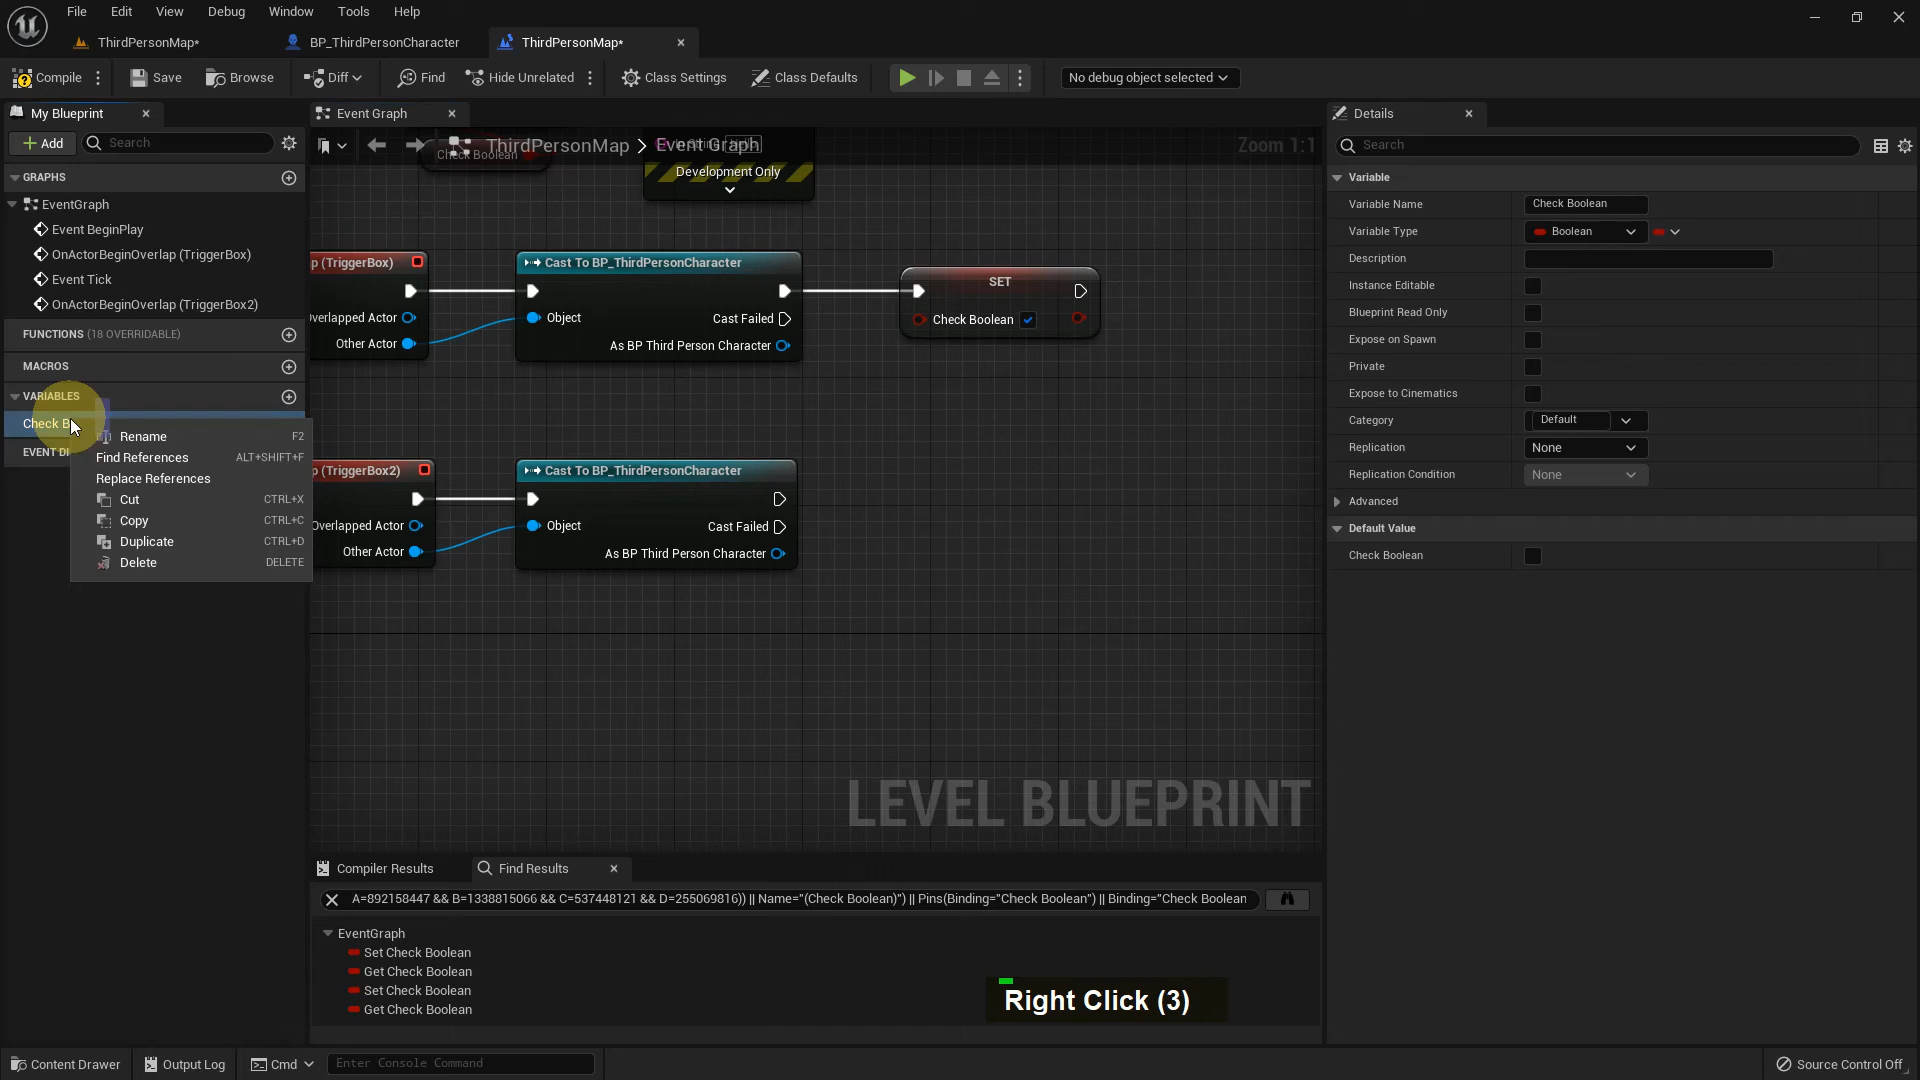 File Edit View Debug Window Tools Help
ThirdPersonMap* BP_ThirdPersonCharacter ThirdPersonMap*
Compile Save Browse Diff Find Hide Unrelated Class Settings Class Defaults No debug object selected
My Blueprint
Add Search
GRAPHS
EventGraph
Event BeginPlay
OnActorBeginOverlap (TriggerBox)
Event Tick
OnActorBeginOverlap (TriggerBox2)
FUNCTIONS (18 OVERRIDABLE)
MACROS
VARIABLES
Check B
EVENT DI
Rename F2
Find References ALT+SHIFT+F
Replace References
Cut CTRL+X
Copy CTRL+C
Duplicate CTRL+D
Delete DELETE
Event Graph
ThirdPersonMap > Event Graph Zoom 1:1
Check Boolean
Development Only
p (TriggerBox)
Overlapped Actor
Other Actor
Cast To BP_ThirdPersonCharacter
Object Cast Failed
As BP Third Person Character
SET
Check Boolean
p (TriggerBox2)
Overlapped Actor
Other Actor
Cast To BP_ThirdPersonCharacter
Object Cast Failed
As BP Third Person Character
LEVEL BLUEPRINT
Compiler Results Find Results
A=892158447 && B=1338815066 && C=537448121 && D=255069816)) || Name="(Check Boolean)") || Pins(Binding="Check Boolean") || Binding="Check Boolean
EventGraph
Set Check Boolean
Get Check Boolean
Set Check Boolean
Get Check Boolean
Right Click (3)
Details
Search
Variable
Variable Name Check Boolean
Variable Type Boolean
Description
Instance Editable
Blueprint Read Only
Expose on Spawn
Private
Expose to Cinematics
Category Default
Replication None
Replication Condition None
Advanced
Default Value
Check Boolean
Content Drawer Output Log Cmd Enter Console Command Source Control Off